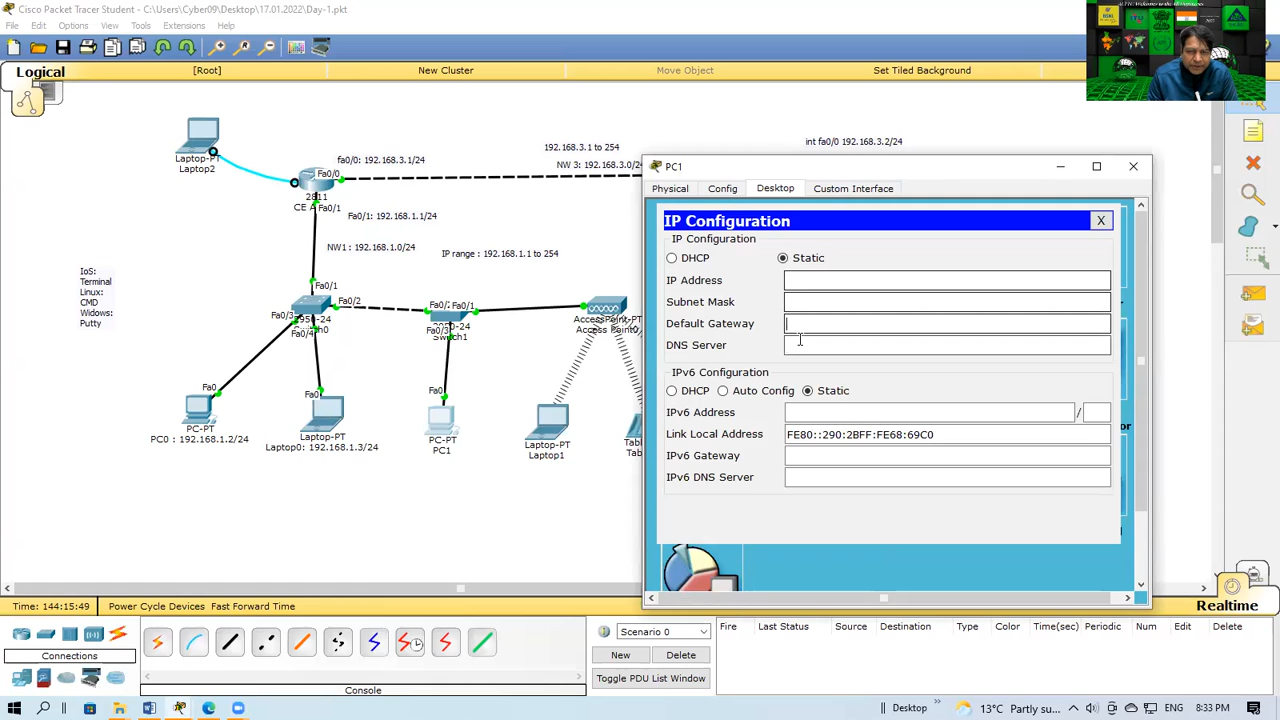 Cisco Packet Tracer Student - C:\Users\Cyber09\Desktop\17.01.2022\Day-1.pkt
File Edit Options View Tools Extensions Help
Logical [Root] New Cluster Move Object Set Tiled Background
192.168.3.1 to 254
int fa0/0 192.168.3.2/24
Laptop-PT
Laptop2
fa0/0: 192.168.3.1/24
NW 3: 192.168.3.0/24
Fa0/0
2811
CE A
Fa0/1
Fa0/1: 192.168.1.1/24
NW1 : 192.168.1.0/24
IP range : 192.168.1.1 to 254
IoS:
Terminal
Linux:
CMD
Windows:
Putty
Fa0/1
Fa0/2
Fa0/3
Fa0/4
Fa0/1
Fa0/3
Switch1
Access Point-PT
Access Point0
Fa0
PC-PT
PC0 : 192.168.1.2/24
Fa0
Laptop-PT
Laptop0: 192.168.1.3/24
Fa0
PC-PT
PC1
Laptop-PT
Laptop1
PC1
Physical Config Desktop Custom Interface
IP Configuration X
IP Configuration
DHCP Static
IP Address
Subnet Mask
Default Gateway
DNS Server
IPv6 Configuration
DHCP Auto Config Static
IPv6 Address /
Link Local Address FE80::290:2BFF:FE68:69C0
IPv6 Gateway
IPv6 DNS Server
Time: 144:15:49 Power Cycle Devices Fast Forward Time
Realtime
Connections
Console
Scenario 0
New Delete
Toggle PDU List Window
Fire Last Status Source Destination Type Color Time(sec) Periodic Num Edit Delete
Desktop 13°C Partly su... ENG 8:33 PM